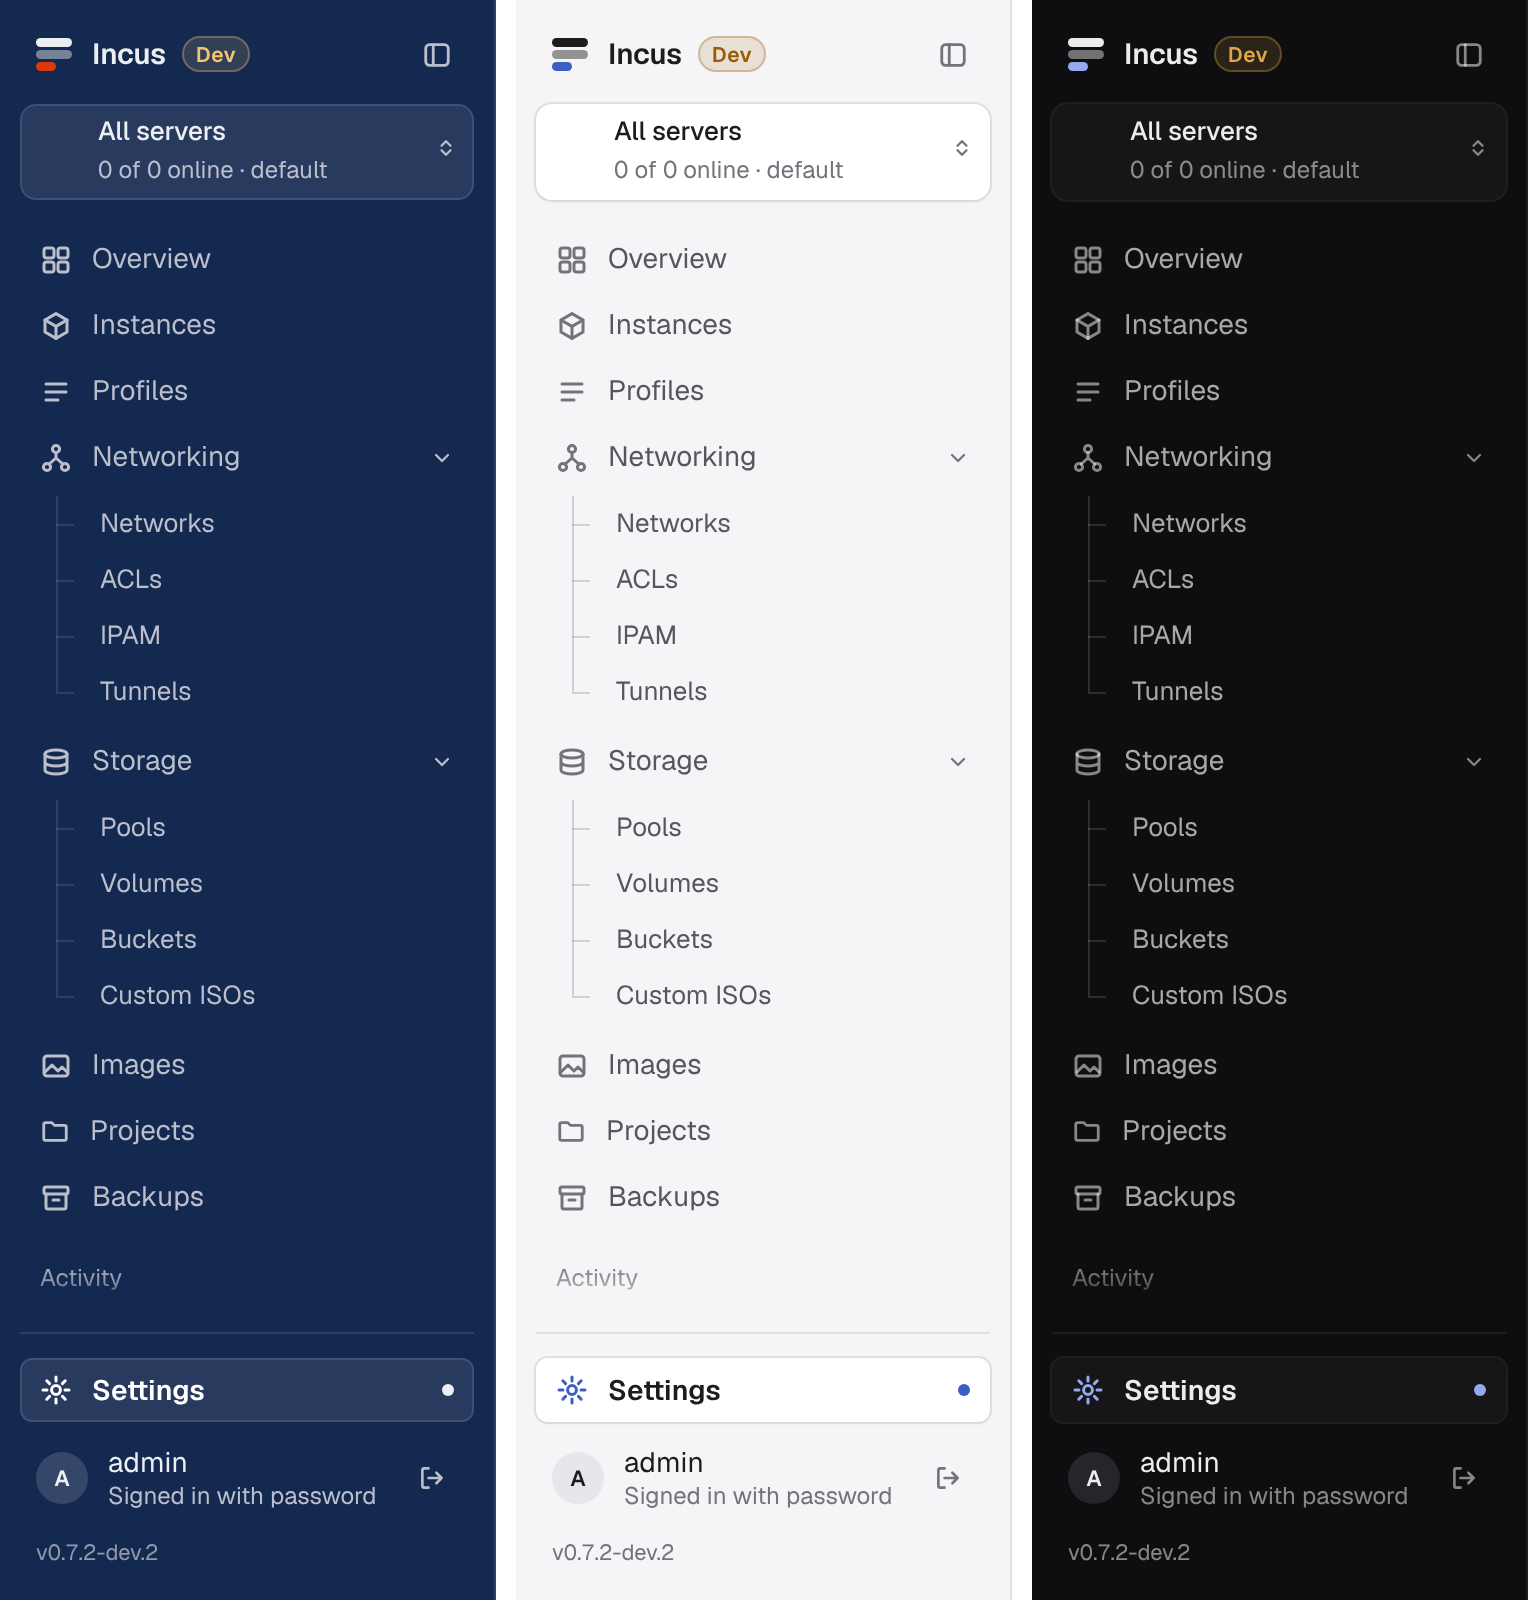 Incus Dev
All servers
0 of 0 online · default
Overview
Instances
Profiles
Networking
Networks
ACLs
IPAM
Tunnels
Storage
Pools
Volumes
Buckets
Custom ISOs
Images
Projects
Backups
Activity
Settings
A
admin
Signed in with password
v0.7.2-dev.2
Incus Dev
All servers
0 of 0 online · default
Overview
Instances
Profiles
Networking
Networks
ACLs
IPAM
Tunnels
Storage
Pools
Volumes
Buckets
Custom ISOs
Images
Projects
Backups
Activity
Settings
A
admin
Signed in with password
v0.7.2-dev.2
Incus Dev
All servers
0 of 0 online · default
Overview
Instances
Profiles
Networking
Networks
ACLs
IPAM
Tunnels
Storage
Pools
Volumes
Buckets
Custom ISOs
Images
Projects
Backups
Activity
Settings
A
admin
Signed in with password
v0.7.2-dev.2